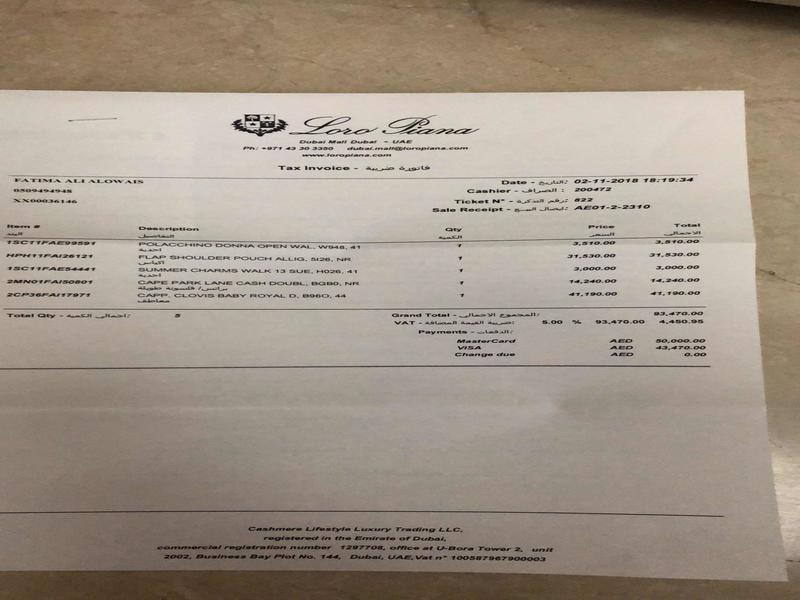 Loro Piana
Dubai Mall Dubai - UAE
Ph: +971 43 30 3350 dubai.mall@loropiana.com
www.loropiana.com
Tax Invoice - فاتورة ضريبية
FATIMA ALI ALOWAIS
0509494948
XX00036146
Date - التاريخ: 02-11-2018 18:19:34
Cashier - الصراف : 200472
Ticket N° - رقم التذكرة: 822
Sale Receipt - إيصال البيع: AE01-2-2310
Item # Description Qty Price Total
البند التفاصيل الكمية السعر الاجمالي
1SC11FAE99591 POLACCHINO DONNA OPEN WAL, W948, 41 1 3,510.00 3,510.00
احذية
HPH11FAI26121 FLAP SHOULDER POUCH ALLIG, 5I26, NR 1 31,530.00 31,530.00
اكياس
1SC11FAE54441 SUMMER CHARMS WALK 13 SUE, H026, 41 1 3,000.00 3,000.00
احذية
2MN01FAI50801 CAPE PARK LANE CASH DOUBL, BGB0, NR 1 14,240.00 14,240.00
برانس/ قلنسوة طويلة
2CP36FAI17971 CAPP. CLOVIS BABY ROYAL D, B96O, 44 1 41,190.00 41,190.00
معاطف
Total Qty - اجمالي الكمية: 5
Grand Total - المجموع الاجمالي: 93,470.00
VAT - ضريبة القيمة المضافة: 5.00 % 93,470.00 4,450.95
Payments - الدفعات:
MasterCard AED 50,000.00
VISA AED 43,470.00
Change due AED 0.00
Cashmere Lifestyle Luxury Trading LLC,
registered in the Emirate of Dubai,
commercial registration number 1297708, office at U-Bora Tower 2, unit
2002, Business Bay Plot No. 144, Dubai, UAE,Vat n° 100587967900003